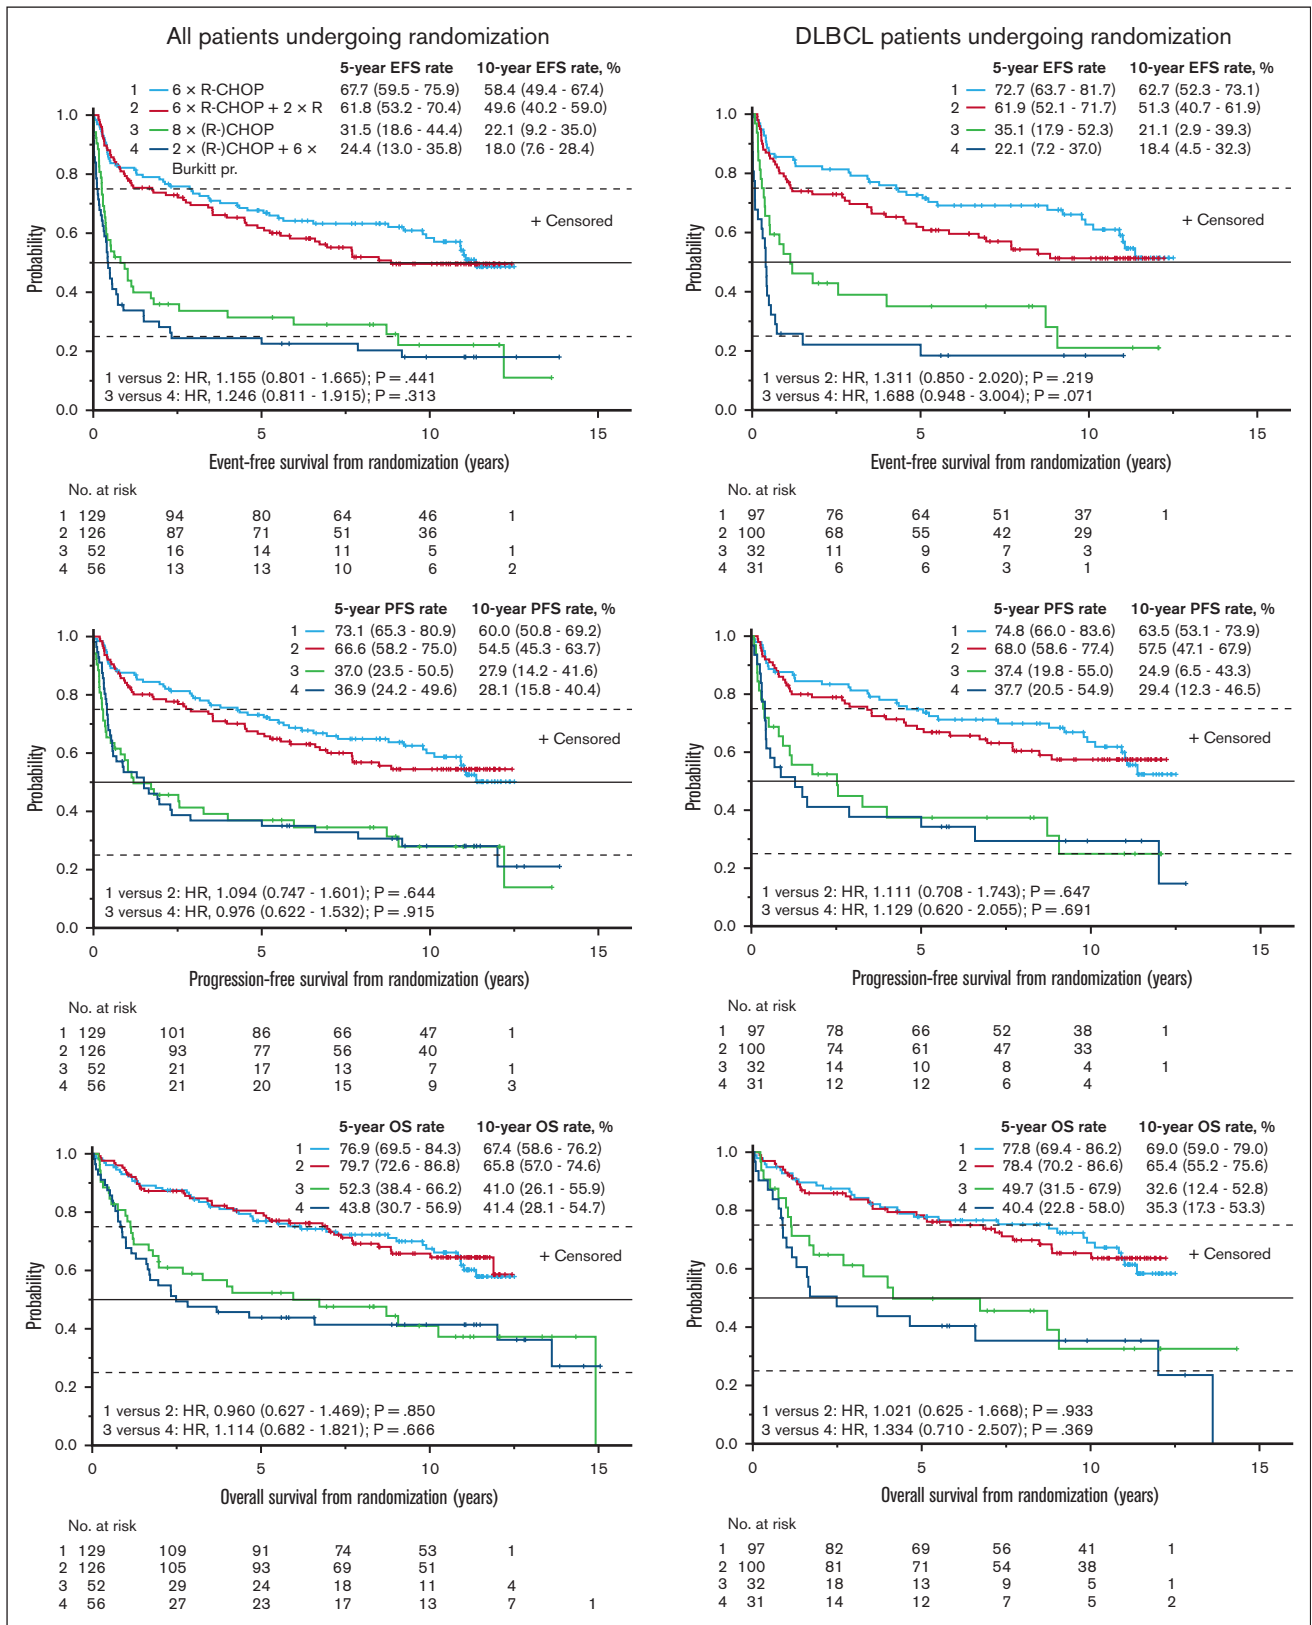 All patients undergoing randomization
5-year EFS rate 10-year EFS rate, %
1 6 × R-CHOP 67.7 (59.5 - 75.9) 58.4 (49.4 - 67.4)
2 6 × R-CHOP + 2 × R 61.8 (53.2 - 70.4) 49.6 (40.2 - 59.0)
3 8 × (R-)CHOP 31.5 (18.6 - 44.4) 22.1 (9.2 - 35.0)
4 2 × (R-)CHOP + 6 × 24.4 (13.0 - 35.8) 18.0 (7.6 - 28.4)
Burkitt pr.
+ Censored
Probability
1.0
0.8
0.6
0.4
0.2
0.0
1 versus 2: HR, 1.155 (0.801 - 1.665); P = .441
3 versus 4: HR, 1.246 (0.811 - 1.915); P = .313
0 5 10 15
Event-free survival from randomization (years)
No. at risk
1 129 94 80 64 46 1
2 126 87 71 51 36
3 52 16 14 11 5 1
4 56 13 13 10 6 2
DLBCL patients undergoing randomization
5-year EFS rate 10-year EFS rate, %
1 72.7 (63.7 - 81.7) 62.7 (52.3 - 73.1)
2 61.9 (52.1 - 71.7) 51.3 (40.7 - 61.9)
3 35.1 (17.9 - 52.3) 21.1 (2.9 - 39.3)
4 22.1 (7.2 - 37.0) 18.4 (4.5 - 32.3)
+ Censored
Probability
1.0
0.8
0.6
0.4
0.2
0.0
1 versus 2: HR, 1.311 (0.850 - 2.020); P = .219
3 versus 4: HR, 1.688 (0.948 - 3.004); P = .071
0 5 10 15
Event-free survival from randomization (years)
No. at risk
1 97 76 64 51 37 1
2 100 68 55 42 29
3 32 11 9 7 3
4 31 6 6 3 1
5-year PFS rate 10-year PFS rate, %
1 73.1 (65.3 - 80.9) 60.0 (50.8 - 69.2)
2 66.6 (58.2 - 75.0) 54.5 (45.3 - 63.7)
3 37.0 (23.5 - 50.5) 27.9 (14.2 - 41.6)
4 36.9 (24.2 - 49.6) 28.1 (15.8 - 40.4)
+ Censored
Probability
1.0
0.8
0.6
0.4
0.2
0.0
1 versus 2: HR, 1.094 (0.747 - 1.601); P = .644
3 versus 4: HR, 0.976 (0.622 - 1.532); P = .915
0 5 10 15
Progression-free survival from randomization (years)
No. at risk
1 129 101 86 66 47 1
2 126 93 77 56 40
3 52 21 17 13 7 1
4 56 21 20 15 9 3
5-year PFS rate 10-year PFS rate, %
1 74.8 (66.0 - 83.6) 63.5 (53.1 - 73.9)
2 68.0 (58.6 - 77.4) 57.5 (47.1 - 67.9)
3 37.4 (19.8 - 55.0) 24.9 (6.5 - 43.3)
4 37.7 (20.5 - 54.9) 29.4 (12.3 - 46.5)
+ Censored
Probability
1.0
0.8
0.6
0.4
0.2
0.0
1 versus 2: HR, 1.111 (0.708 - 1.743); P = .647
3 versus 4: HR, 1.129 (0.620 - 2.055); P = .691
0 5 10 15
Progression-free survival from randomization (years)
No. at risk
1 97 78 66 52 38 1
2 100 74 61 47 33
3 32 14 10 8 4 1
4 31 12 12 6 4
5-year OS rate 10-year OS rate, %
1 76.9 (69.5 - 84.3) 67.4 (58.6 - 76.2)
2 79.7 (72.6 - 86.8) 65.8 (57.0 - 74.6)
3 52.3 (38.4 - 66.2) 41.0 (26.1 - 55.9)
4 43.8 (30.7 - 56.9) 41.4 (28.1 - 54.7)
+ Censored
Probability
1.0
0.8
0.6
0.4
0.2
0.0
1 versus 2: HR, 0.960 (0.627 - 1.469); P = .850
3 versus 4: HR, 1.114 (0.682 - 1.821); P = .666
0 5 10 15
Overall survival from randomization (years)
No. at risk
1 129 109 91 74 53 1
2 126 105 93 69 51
3 52 29 24 18 11 4
4 56 27 23 17 13 7 1
5-year OS rate 10-year OS rate, %
1 77.8 (69.4 - 86.2) 69.0 (59.0 - 79.0)
2 78.4 (70.2 - 86.6) 65.4 (55.2 - 75.6)
3 49.7 (31.5 - 67.9) 32.6 (12.4 - 52.8)
4 40.4 (22.8 - 58.0) 35.3 (17.3 - 53.3)
+ Censored
Probability
1.0
0.8
0.6
0.4
0.2
0.0
1 versus 2: HR, 1.021 (0.625 - 1.668); P = .933
3 versus 4: HR, 1.334 (0.710 - 2.507); P = .369
0 5 10 15
Overall survival from randomization (years)
No. at risk
1 97 82 69 56 41 1
2 100 81 71 54 38
3 32 18 13 9 5 1
4 31 14 12 7 5 2